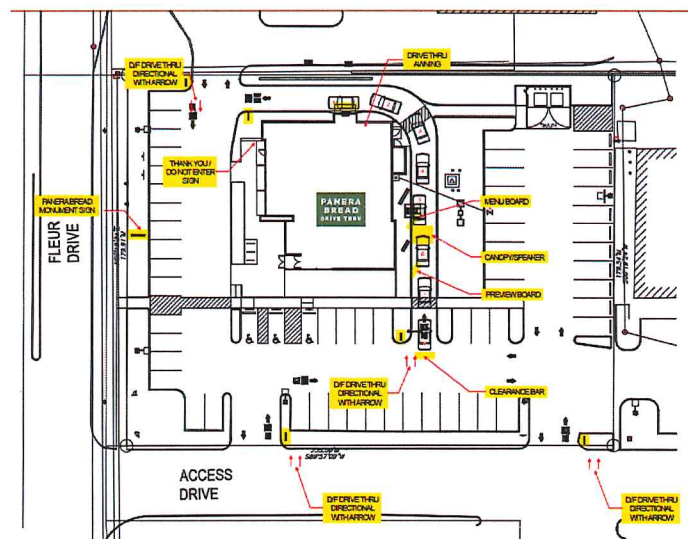 D/F DRIVE THRU
DIRECTIONAL
WITH ARROW
DRIVE THRU
AWNING
THANK YOU /
DO NOT ENTER
SIGN
PANERA BREAD
MONUMENT SIGN
FLEUR
DRIVE
PANERA
BREAD
DRIVE THRU
MENU BOARD
CANOPY/SPEAKER
PREVIEW BOARD
D/F DRIVE THRU
DIRECTIONAL
WITH ARROW
CLEARANCE BAR
ACCESS
DRIVE
D/F DRIVE THRU
DIRECTIONAL
WITH ARROW
D/F DRIVE THRU
DIRECTIONAL
WITH ARROW